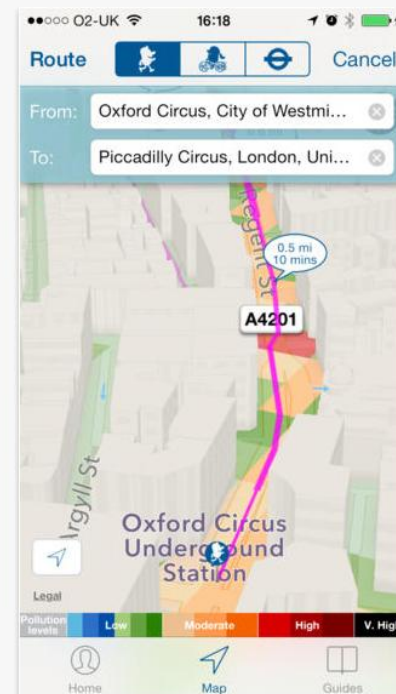 O2-UK 16:18
Route Cancel
From: Oxford Circus, City of Westmi...
To: Piccadilly Circus, London, Uni...
Regent St
0.5 mi
10 mins
A4201
Argyll St
Oxford Circus
Underground
Station
Legal
Pollution
levels Low Moderate High V. High
Home Map Guides